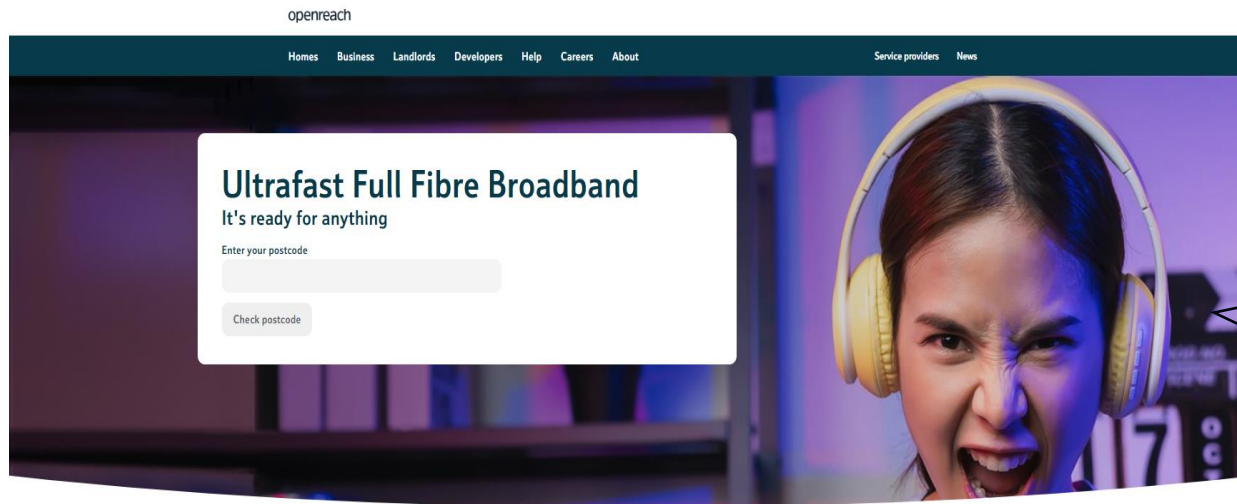 openreach
Homes Business Landlords Developers Help Careers About Service providers News
Ultrafast Full Fibre Broadband
It's ready for anything
Enter your postcode
Check postcode
7